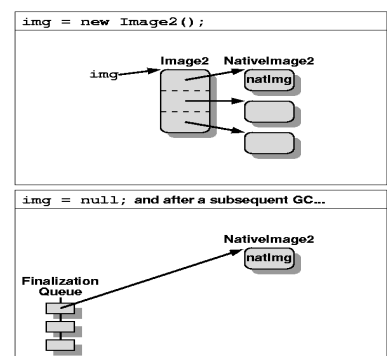 img = new Image2();
Image2 NativeImage2
img
natImg
img = null; and after a subsequent GC...
NativeImage2
natImg
Finalization
Queue